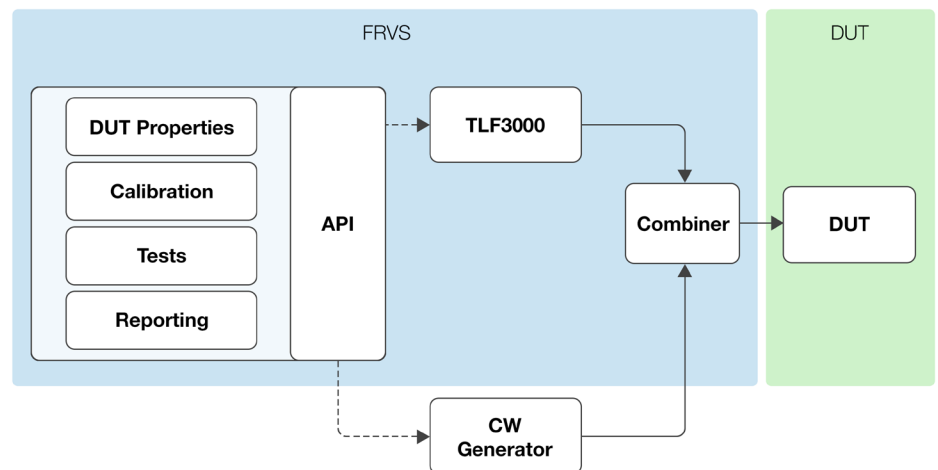 FRVS
DUT
DUT Properties
Calibration
Tests
Reporting
API
TLF3000
Combiner
DUT
CW
Generator